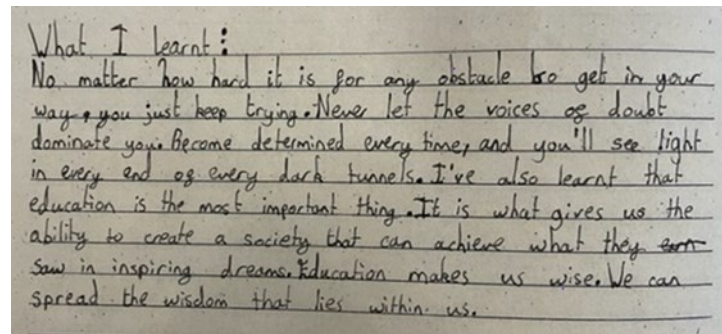 What I learnt:
No matter how hard it is for any obstacle to get in your
way, you just keep trying. Never let the voices of doubt
dominate you. Become determined every time, and you'll see light
in every end of every dark tunnels. I've also learnt that
education is the most important thing. It is what gives us the
ability to create a society that can achieve what they
saw in inspiring dreams. Education makes us wise. We can
spread the wisdom that lies within us.